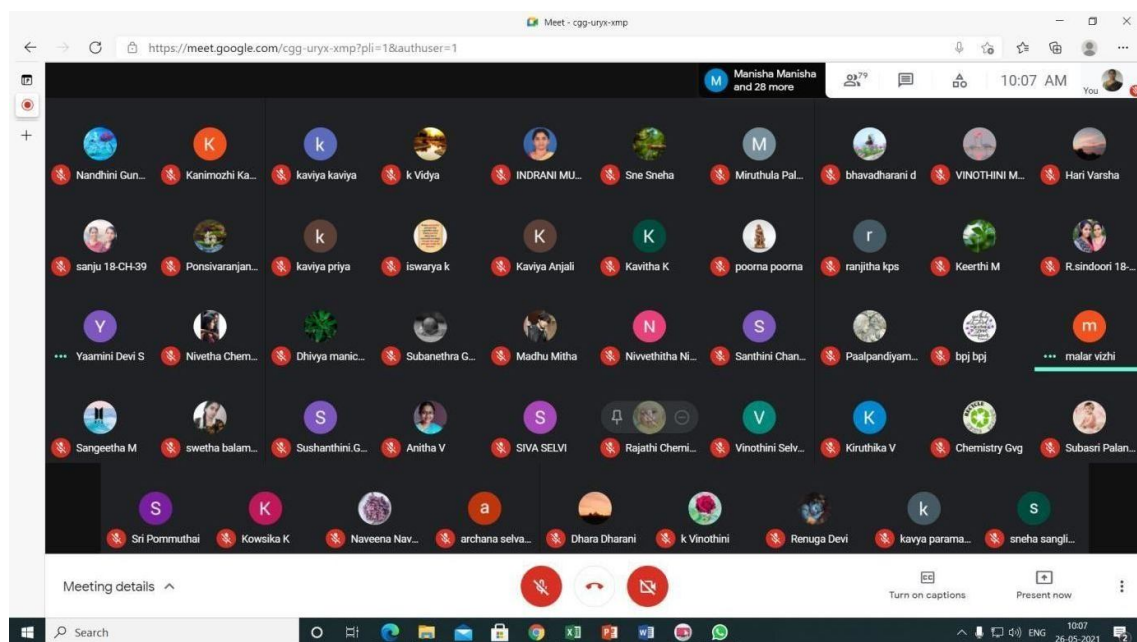 Meet - cgg-uryx-xmp
https://meet.google.com/cgg-uryx-xmp?pli=1&authuser=1
M Manisha Manisha and 28 more 79 10:07 AM You
K k M
Nandhini Gun... Kanimozhi Ka... kaviya kaviya k Vidya INDRANI MU... Sne Sneha Miruthula Pal... bhavadharani d VINOTHINI M... Hari Varsha
k K K r
sanju 18-CH-39 Ponsivaranjan... kaviya priya iswarya k Kaviya Anjali Kavitha K poorna poorna ranjitha kps Keerthi M R.sindoori 18-...
Y N S m
Yaamini Devi S Nivetha Chem... Dhivya manic... Subanethra G... Madhu Mitha Nivvethitha Ni... Santhini Chan... Paalpandiyam... bpj bpj malar vizhi
S S V K
Sangeetha M swetha balam... Sushanthini.G... Anitha V SIVA SELVI Rajathi Chemi... Vinothini Selv... Kiruthika V Chemistry Gvg Subasri Palan...
S K a k s
Sri Pommuthai Kowsika K Naveena Nav... archana selva... Dhara Dharani k Vinothini Renuga Devi kavya parama... sneha sangli...
Meeting details Turn on captions Present now
Search ENG 10:07
26-05-2021